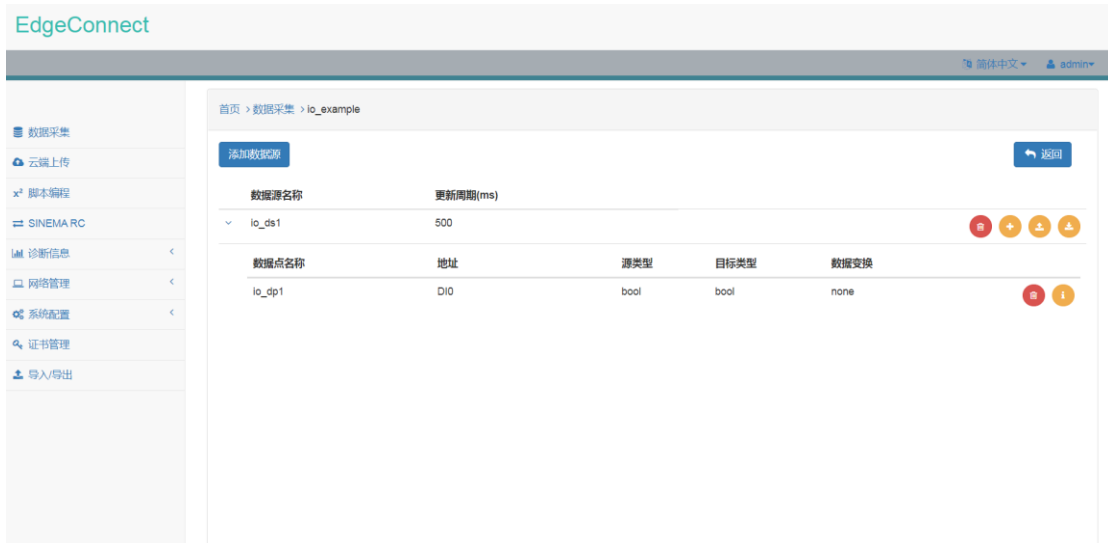 EdgeConnect
简体中文 admin
首页 > 数据采集 > io_example
数据采集
云端上传
脚本编程
SINEMA RC
诊断信息
网络管理
系统配置
证书管理
导入/导出
添加数据源 返回
数据源名称 更新周期(ms)
io_ds1 500
数据点名称 地址 源类型 目标类型 数据变换
io_dp1 DI0 bool bool none